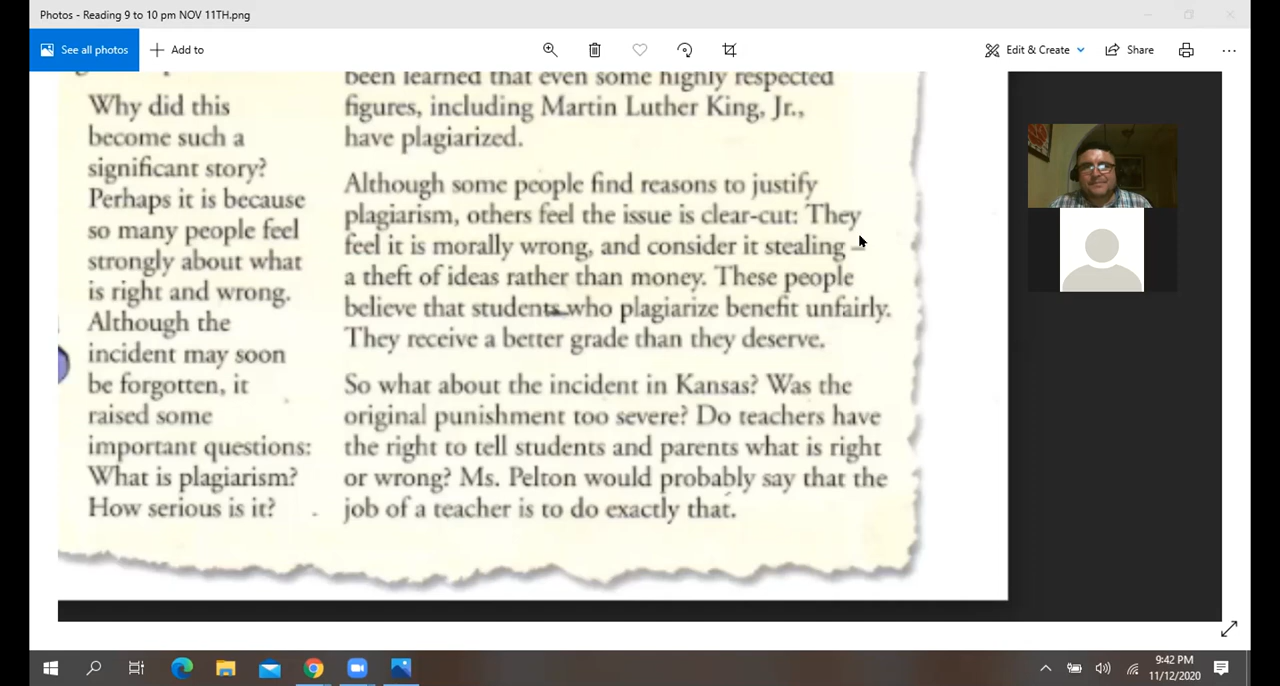 Photos - Reading 9 to 10 pm NOV 11TH.png
See all photos
Add to
Edit & Create
Share
Why did this
become such a
significant story?
Perhaps it is because
so many people feel
strongly about what
is right and wrong.
Although the
incident may soon
be forgotten, it
raised some
important questions:
What is plagiarism?
How serious is it?
been learned that even some highly respected
figures, including Martin Luther King, Jr.,
have plagiarized.
Although some people find reasons to justify
plagiarism, others feel the issue is clear-cut: They
feel it is morally wrong, and consider it stealing –
a theft of ideas rather than money. These people
believe that students who plagiarize benefit unfairly.
They receive a better grade than they deserve.
So what about the incident in Kansas? Was the
original punishment too severe? Do teachers have
the right to tell students and parents what is right
or wrong? Ms. Pelton would probably say that the
job of a teacher is to do exactly that.
9:42 PM
11/12/2020